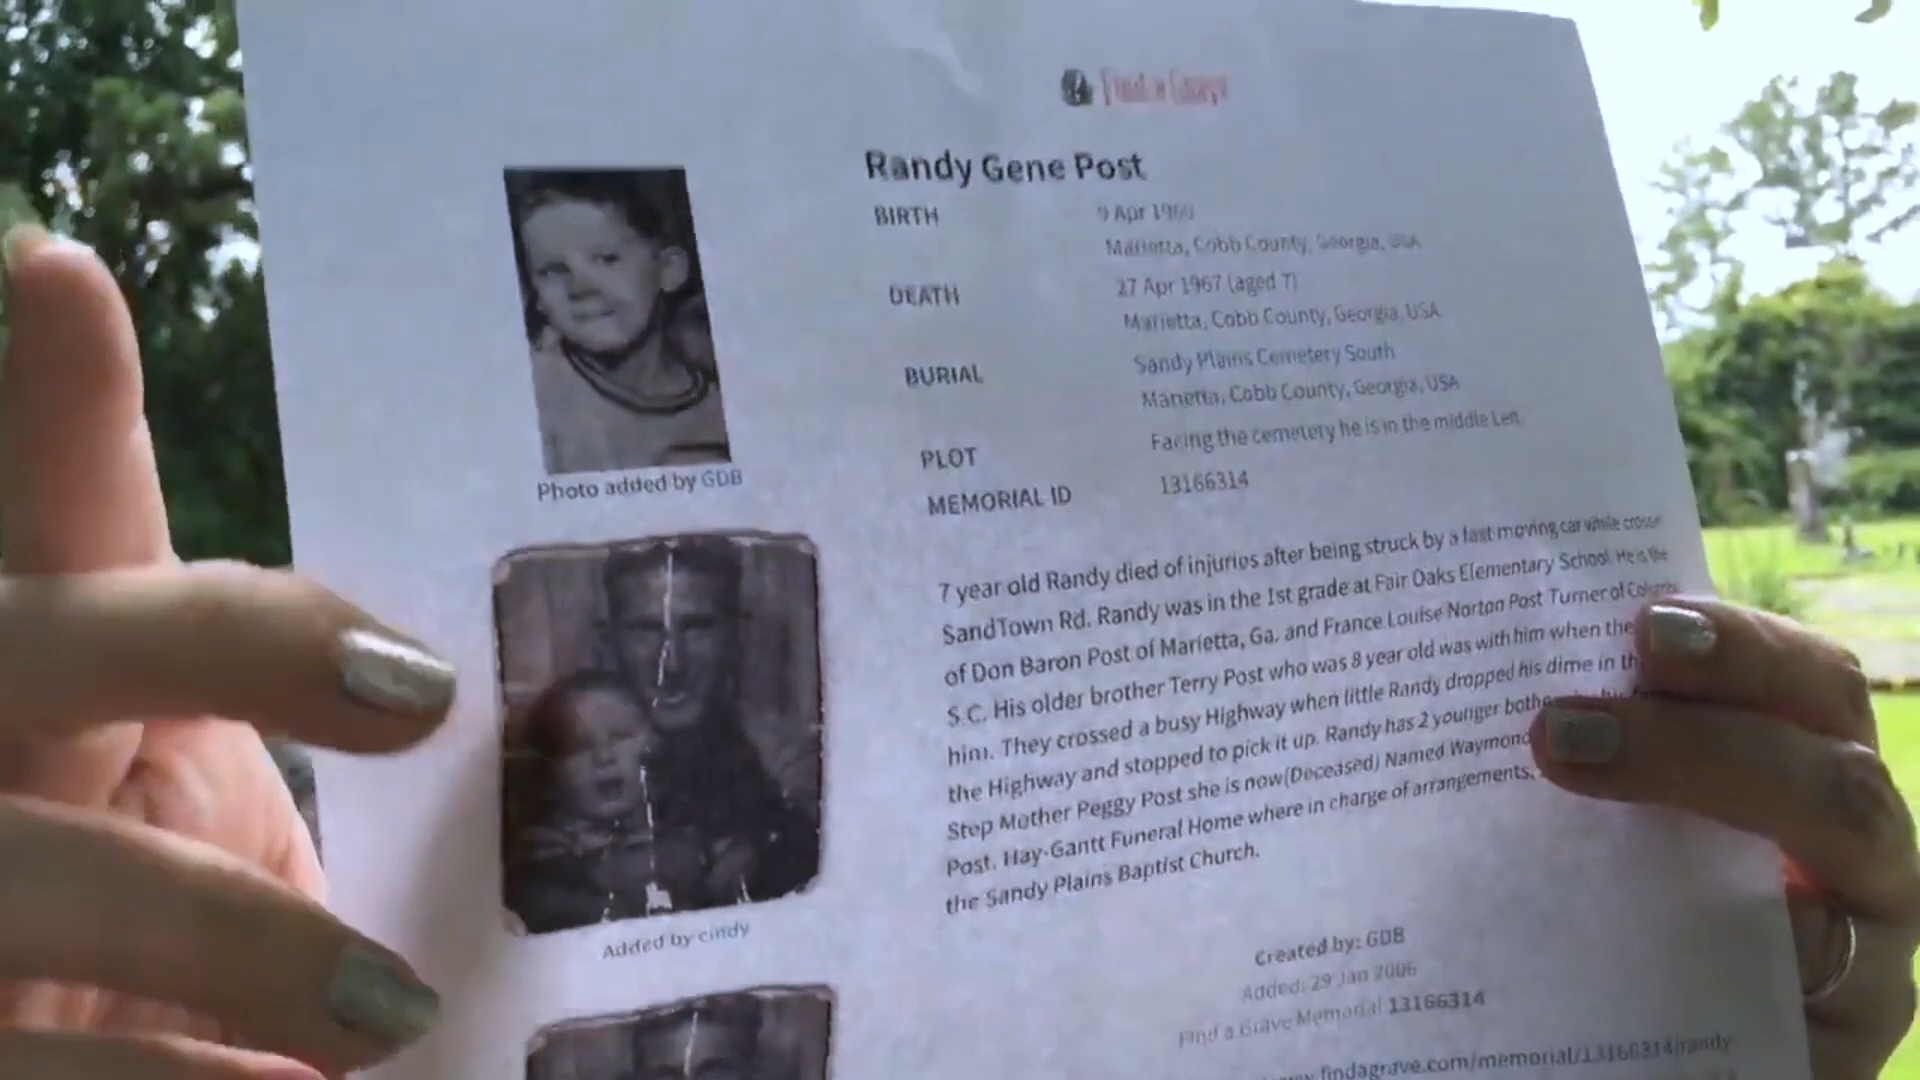 Find a Grave
Randy Gene Post
BIRTH
9 Apr 1960
Marietta, Cobb County, Georgia, USA
DEATH
27 Apr 1967 (aged 7)
Marietta, Cobb County, Georgia, USA
BURIAL
Sandy Plains Cemetery South
Marietta, Cobb County, Georgia, USA
PLOT
Facing the cemetery he is in the middle Left
MEMORIAL ID
13166314
Photo added by GDB
7 year old Randy died of injuries after being struck by a fast moving car while
SandTown Rd. Randy was in the 1st grade at Fair Oaks Elementary School. He is the
of Don Baron Post of Marietta, Ga. and France Louise Norton Post Turner of
S.C. His older brother Terry Post who was 8 year old was with him when
him. They crossed a busy Highway when little Randy dropped his dime in
the Highway and stopped to pick it up. Randy has 2 younger
Step Mother Peggy Post she is now(Deceased) Named
Post. Hay-Gantt Funeral Home where in charge of arrangements.
the Sandy Plains Baptist Church.
Added by cindy
Created by: GDB
Added: 29 Jan 2006
Find a Grave Memorial 13166314
findagrave.com/memorial/13166314/randy-